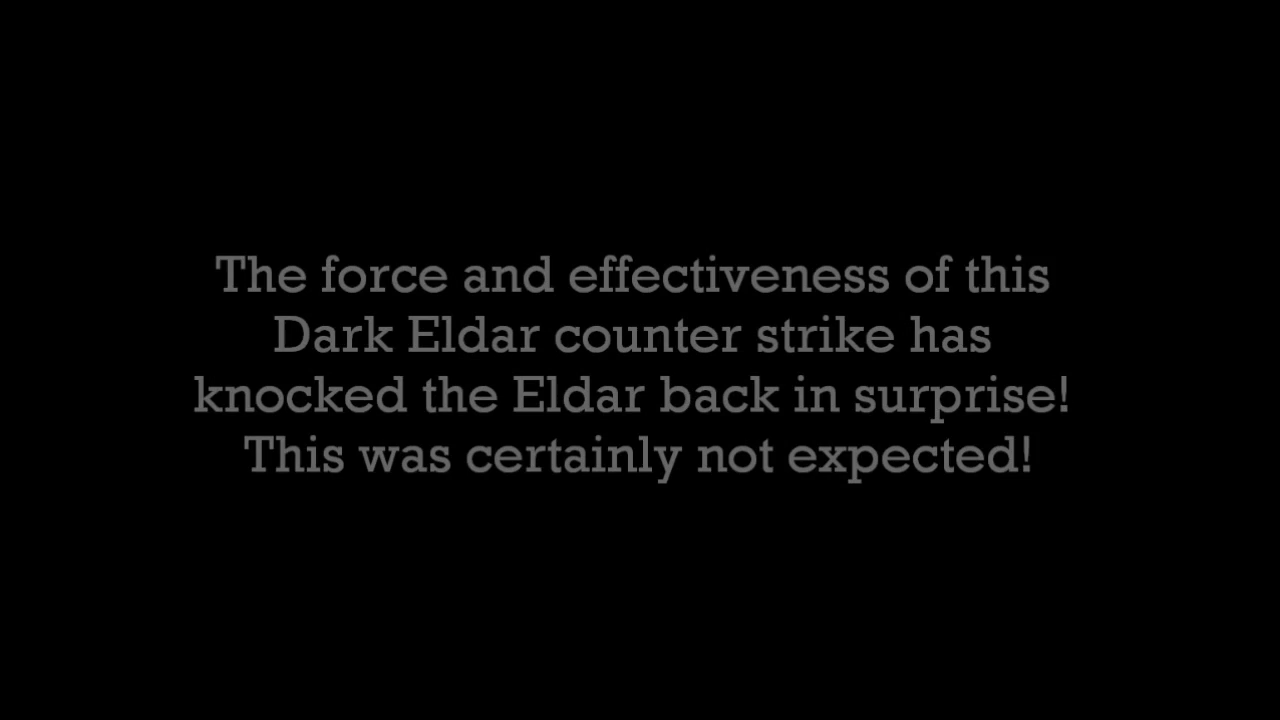 The force and effectiveness of this
Dark Eldar counter strike has
knocked the Eldar back in surprise!
This was certainly not expected!